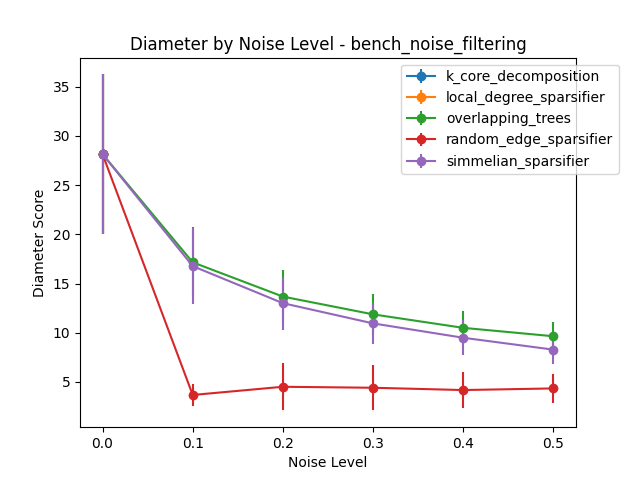 Diameter by Noise Level - bench_noise_filtering
Diameter Score
35
30
25
20
15
10
5
k_core_decomposition
local_degree_sparsifier
overlapping_trees
random_edge_sparsifier
simmelian_sparsifier
0.0 0.1 0.2 0.3 0.4 0.5
Noise Level